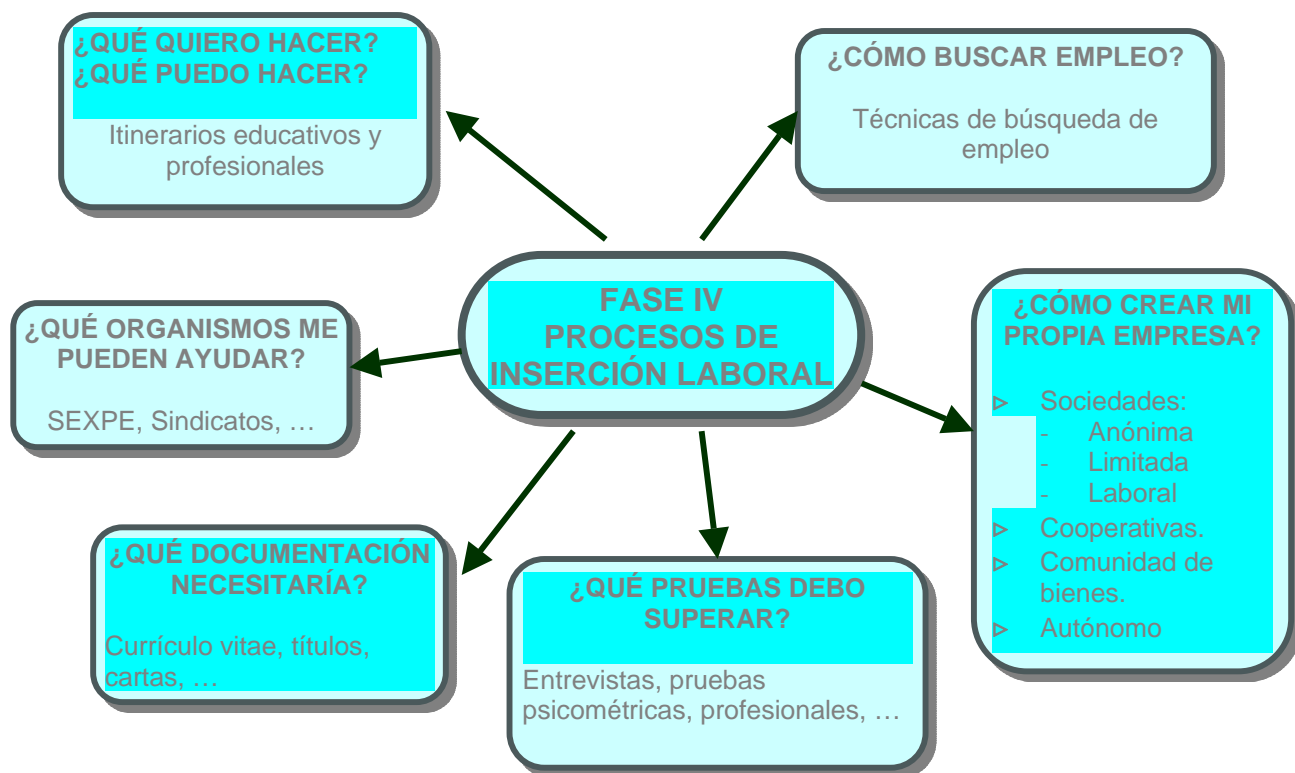 ¿QUÉ QUIERO HACER?
¿QUÉ PUEDO HACER?
Itinerarios educativos y
profesionales
¿CÓMO BUSCAR EMPLEO?
Técnicas de búsqueda de
empleo
FASE IV
PROCESOS DE
INSERCIÓN LABORAL
¿QUÉ ORGANISMOS ME
PUEDEN AYUDAR?
SEXPE, Sindicatos, …
¿CÓMO CREAR MI
PROPIA EMPRESA?
Sociedades:
- Anónima
- Limitada
- Laboral
Cooperativas.
Comunidad de
bienes.
Autónomo
¿QUÉ DOCUMENTACIÓN
NECESITARÍA?
Currículo vitae, títulos,
cartas, …
¿QUÉ PRUEBAS DEBO
SUPERAR?
Entrevistas, pruebas
psicométricas, profesionales, …